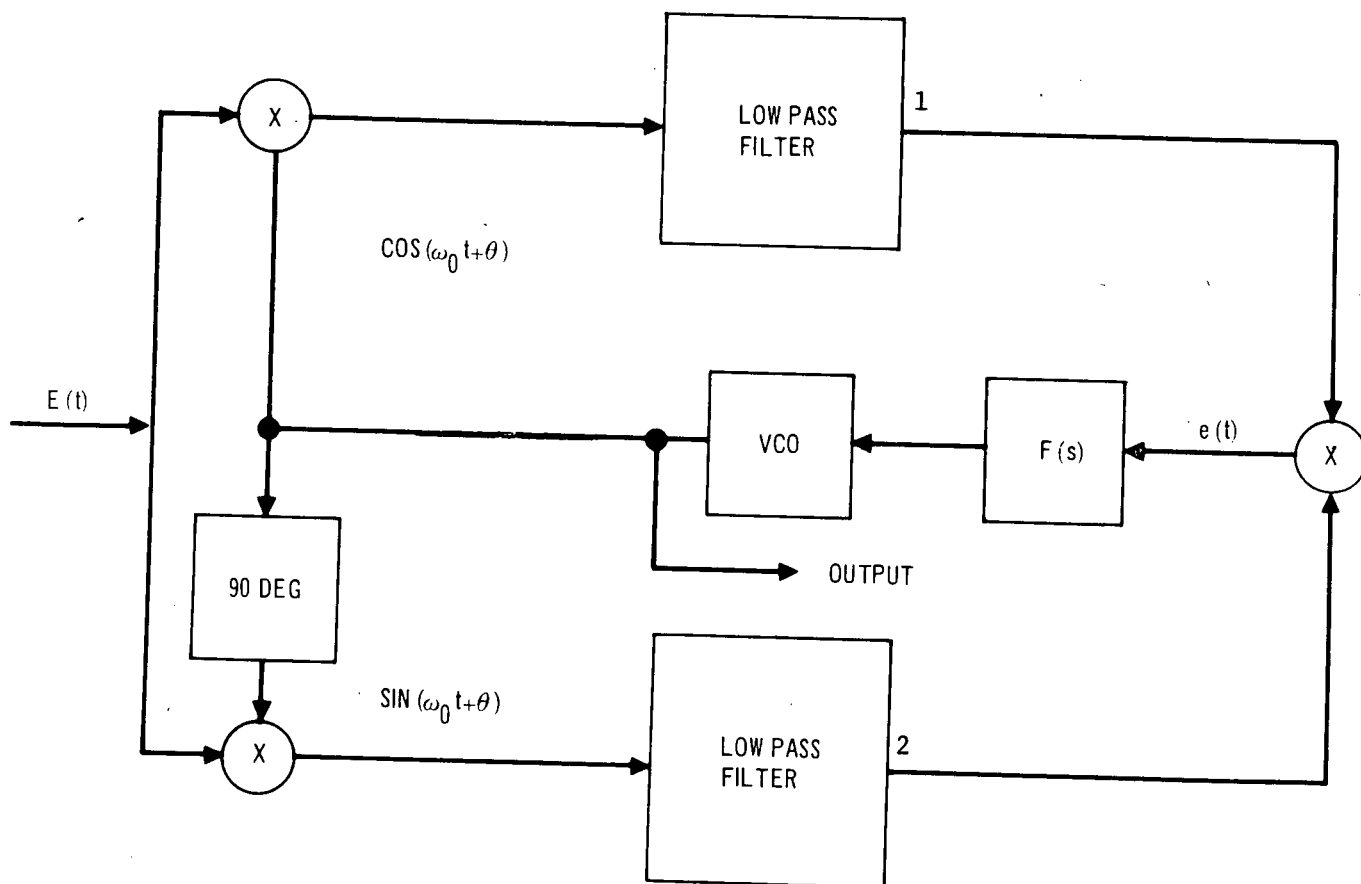 X
LOW PASS
FILTER
1
COS (ω₀ t+θ)
E (t)
VCO
F (s)
e (t)
X
90 DEG
OUTPUT
SIN (ω₀ t+θ)
X
LOW PASS
FILTER
2